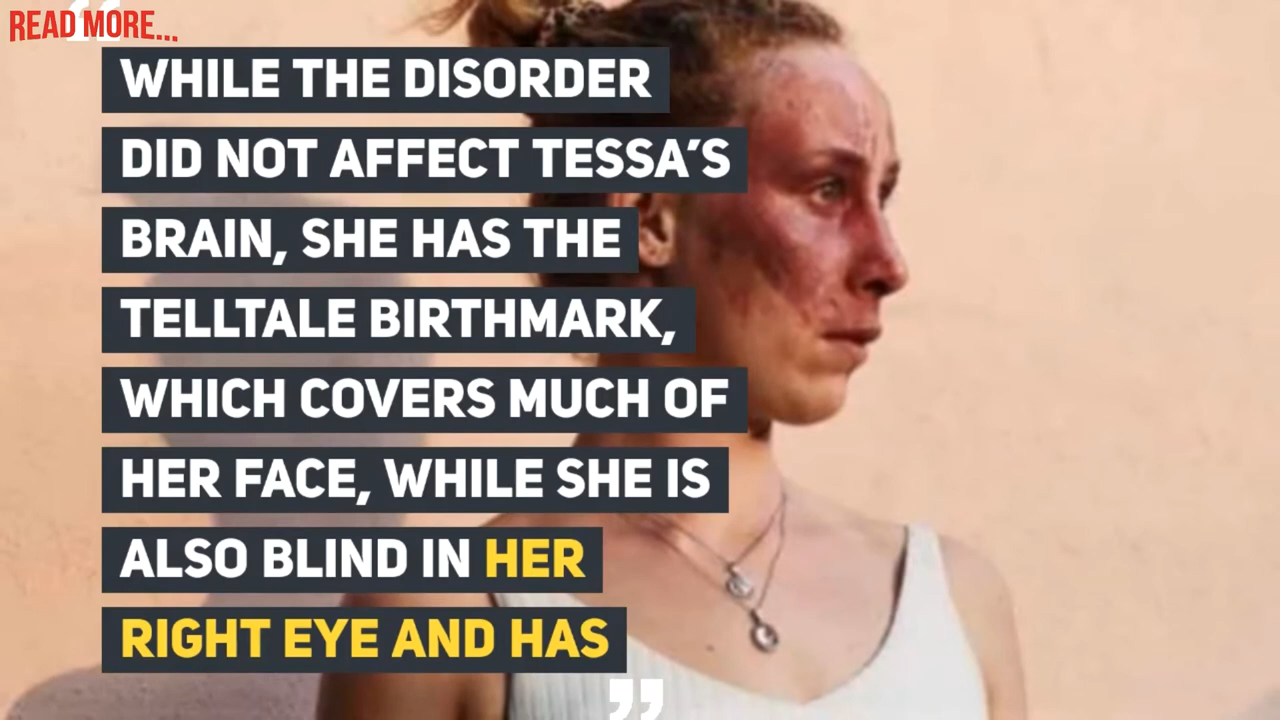 READ MORE...
WHILE THE DISORDER
DID NOT AFFECT TESSA’S
BRAIN, SHE HAS THE
TELLTALE BIRTHMARK,
WHICH COVERS MUCH OF
HER FACE, WHILE SHE IS
ALSO BLIND IN HER
RIGHT EYE AND HAS
”